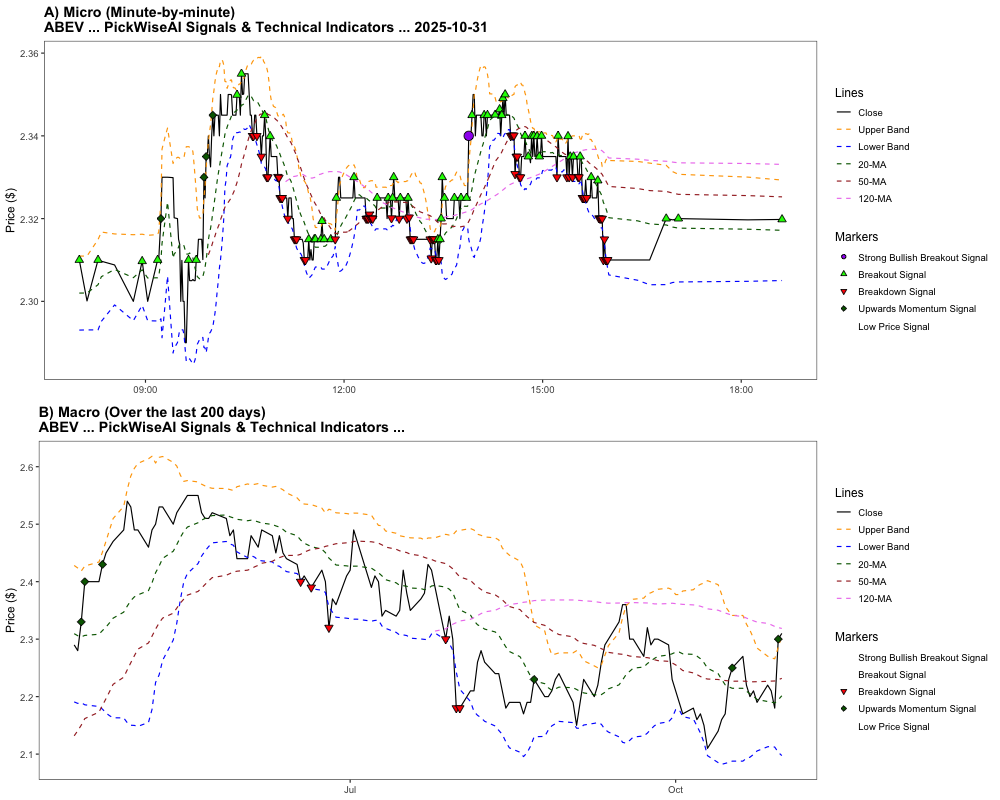 A) Micro (Minute-by-minute)
ABEV ... PickWiseAI Signals & Technical Indicators ... 2025-10-31
Price ($)
2.36
2.34
2.32
2.30
09:00
12:00
15:00
18:00
Lines
Close
Upper Band
Lower Band
20-MA
50-MA
120-MA
Markers
Strong Bullish Breakout Signal
Breakout Signal
Breakdown Signal
Upwards Momentum Signal
Low Price Signal
B) Macro (Over the last 200 days)
ABEV ... PickWiseAI Signals & Technical Indicators ...
Price ($)
2.6
2.5
2.4
2.3
2.2
2.1
Jul
Oct
Lines
Close
Upper Band
Lower Band
20-MA
50-MA
120-MA
Markers
Strong Bullish Breakout Signal
Breakout Signal
Breakdown Signal
Upwards Momentum Signal
Low Price Signal